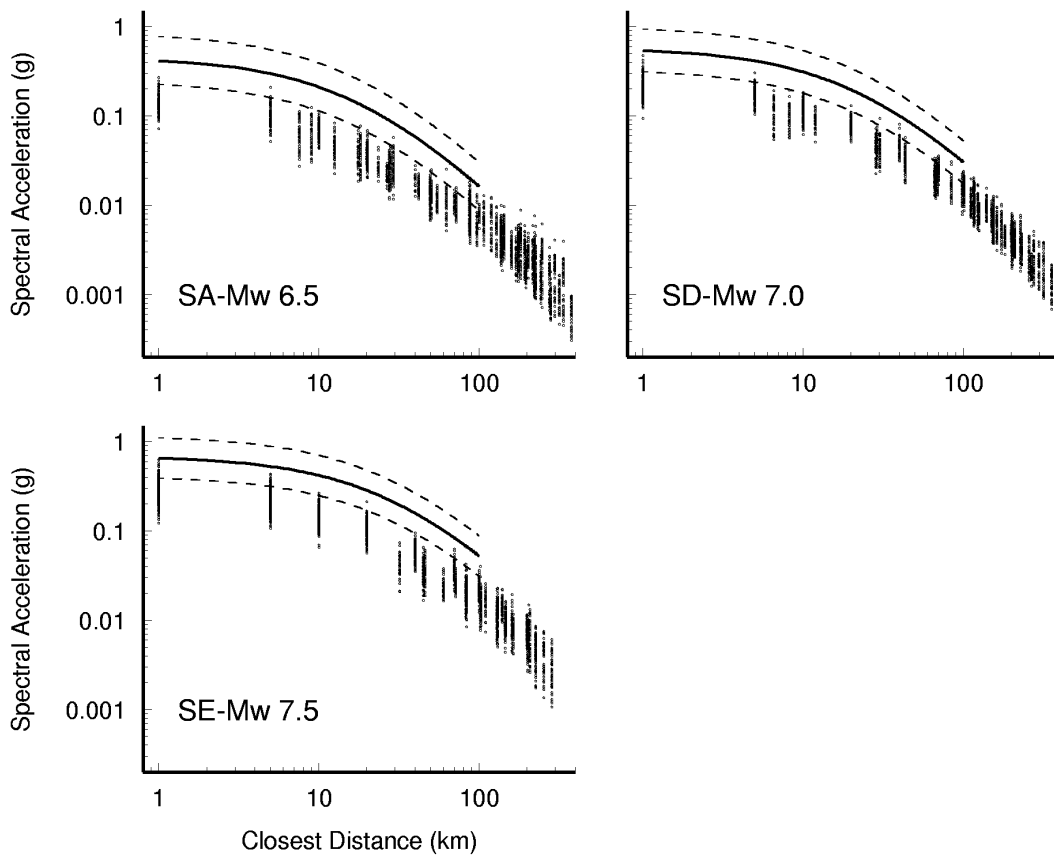 Spectral Acceleration (g)
1
0.1
0.01
0.001
SA-Mw 6.5
1
10
100
SD-Mw 7.0
1
10
100
Spectral Acceleration (g)
1
0.1
0.01
0.001
SE-Mw 7.5
1
10
100
Closest Distance (km)